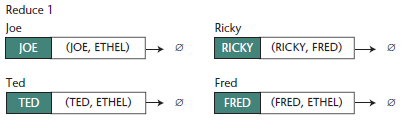 Reduce 1
Joe
JOE (JOE, ETHEL) ∅
Ricky
RICKY (RICKY, FRED) ∅
Ted
TED (TED, ETHEL) ∅
Fred
FRED (FRED, ETHEL) ∅